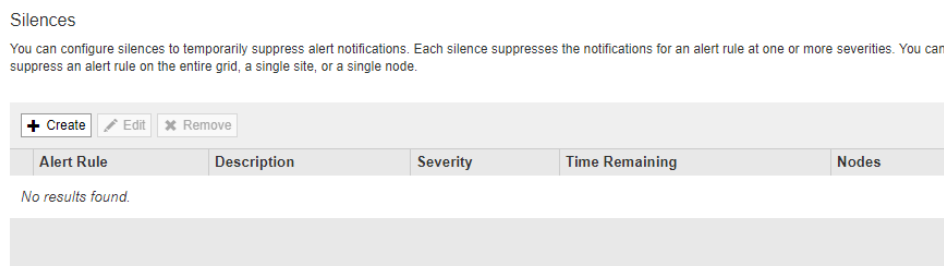 Silences
You can configure silences to temporarily suppress alert notifications. Each silence suppresses the notifications for an alert rule at one or more severities. You can
suppress an alert rule on the entire grid, a single site, or a single node.
Create Edit Remove
Alert Rule Description Severity Time Remaining Nodes
No results found.